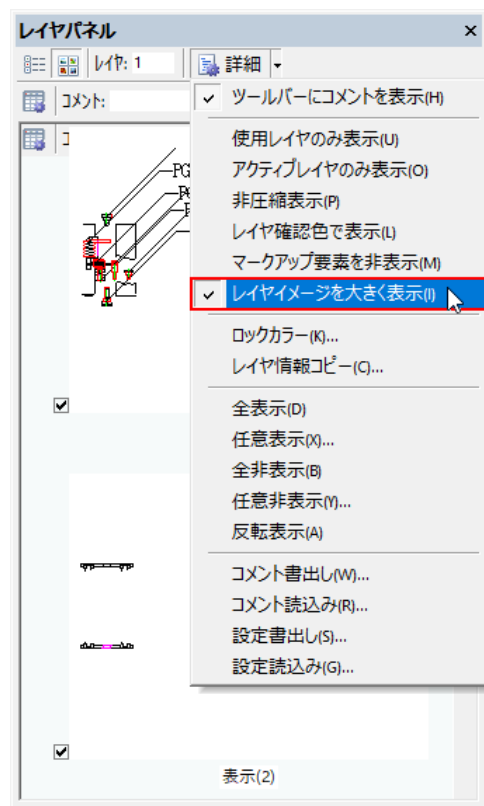 レイヤパネル
レイヤ: 1
詳細
コメント:
ツールバーにコメントを表示(H)
使用レイヤのみ表示(U)
アクティブレイヤのみ表示(O)
非圧縮表示(P)
レイヤ確認色で表示(L)
マークアップ要素を非表示(M)
レイヤイメージを大きく表示(I)
ロックカラー(K)...
レイヤ情報コピー(C)...
全表示(D)
任意表示(X)...
全非表示(B)
任意非表示(Y)...
反転表示(A)
コメント書出し(W)...
コメント読込み(R)...
設定書出し(S)...
設定読込み(G)...
PG
表示(2)